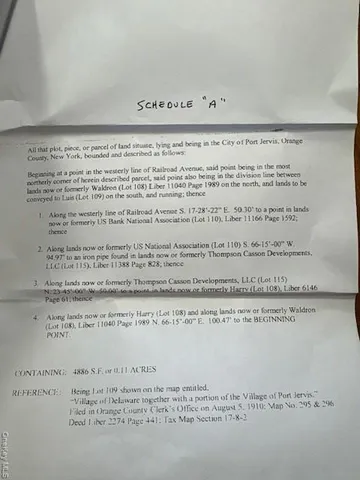 SCHEDULE "A"
All that plot, piece, or parcel of land situate, lying and being in the City of Port Jervis, Orange
County, New York, bounded and described as follows:
Beginning at a point in the westerly line of Railroad Avenue, said point being in the most
northerly corner of herein described parcel, said point also being in the division line between
lands now or formerly Waldron (Lot 108) Liber 11040 Page 1989 on the north, and lands to be
conveyed to Luis (Lot 109) on the south, and running; thence
1. Along the westerly line of Railroad Avenut S. 17-28'-22" E. 50.30' to a point in lands
now or formerly US Bank National Association (Lot 110). Liber 11166 Page 1592;
thence
2. Along lands now or formerly US National Association (Lot 110) S. 66-15'-00" W.
94.97' to an iron pipe found in lands now or formerly Thompson Casson Developments,
LLC (Lot 115), Liber 11388 Page 828; thence
3. Along lands now or formerly Thompson Casson Developments, LLC (Lot 115)
N. 23-45'-00" W. 50.00' to a point in lands now or formerly Harry (Lot 108), Liber 6146
Page 61; thence
4. Along lands now or formerly Harry (Lot 108) and along lands now or formerly Waldron
(Lot 108), Liber 11040 Page 1989 N. 66-15'-00" E. 100.47' to the BEGINNING
POINT.
CONTAINING: 4886 S.F. or 0.11 ACRES
REFERENCE: Being Lot 109 shown on the map entitled,
"Village of Delaware together with a portion of the Village of Port Jervis."
Filed in Orange County Clerk's Office on August 5, 1910; Map No. 295 & 296
Deed Liber 2274 Page 441; Tax Map Section 17-8-2
OneKey MLS